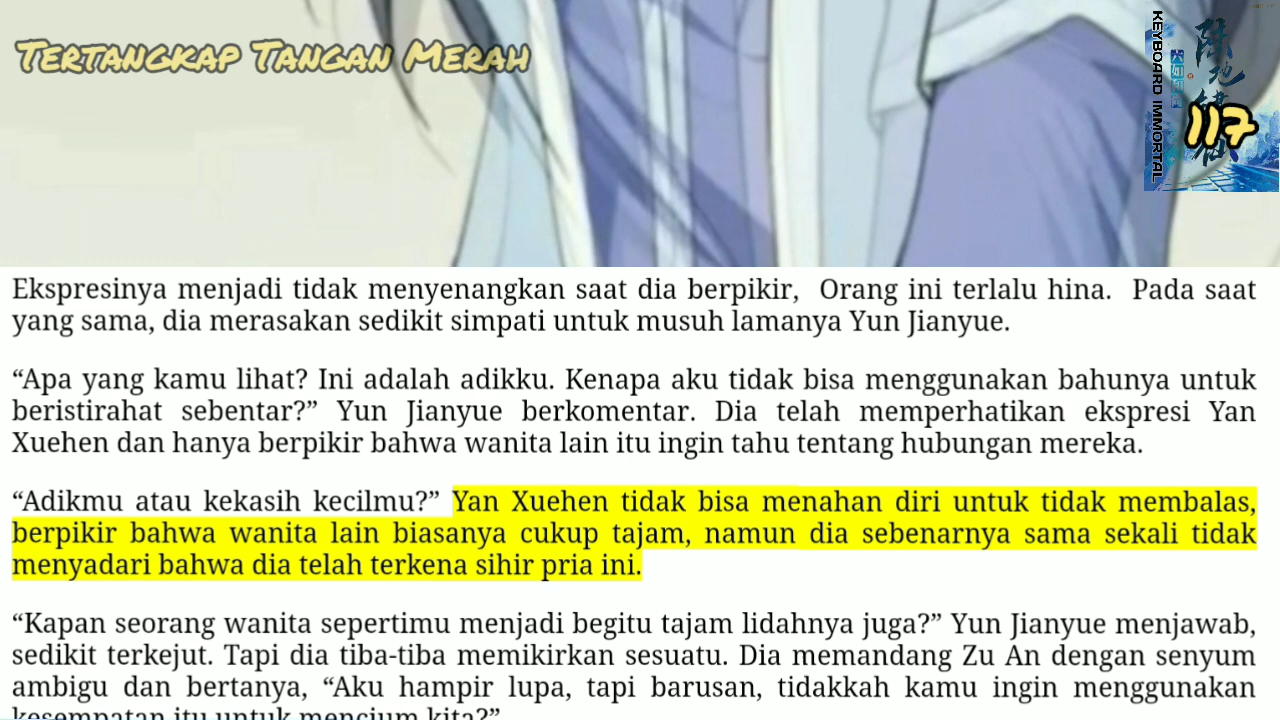 Tertangkap Tangan Merah
KEYBOARD IMMORTAL
117
Ekspresinya menjadi tidak menyenangkan saat dia berpikir,  Orang ini terlalu hina.  Pada saat
yang sama, dia merasakan sedikit simpati untuk musuh lamanya Yun Jianyue.
“Apa yang kamu lihat? Ini adalah adikku. Kenapa aku tidak bisa menggunakan bahunya untuk
beristirahat sebentar?” Yun Jianyue berkomentar. Dia telah memperhatikan ekspresi Yan
Xuehen dan hanya berpikir bahwa wanita lain itu ingin tahu tentang hubungan mereka.
“Adikmu atau kekasih kecilmu?” Yan Xuehen tidak bisa menahan diri untuk tidak membalas,
berpikir bahwa wanita lain biasanya cukup tajam, namun dia sebenarnya sama sekali tidak
menyadari bahwa dia telah terkena sihir pria ini.
“Kapan seorang wanita sepertimu menjadi begitu tajam lidahnya juga?” Yun Jianyue menjawab,
sedikit terkejut. Tapi dia tiba-tiba memikirkan sesuatu. Dia memandang Zu An dengan senyum
ambigu dan bertanya, “Aku hampir lupa, tapi barusan, tidakkah kamu ingin menggunakan
kesempatan itu untuk mencium kita?”